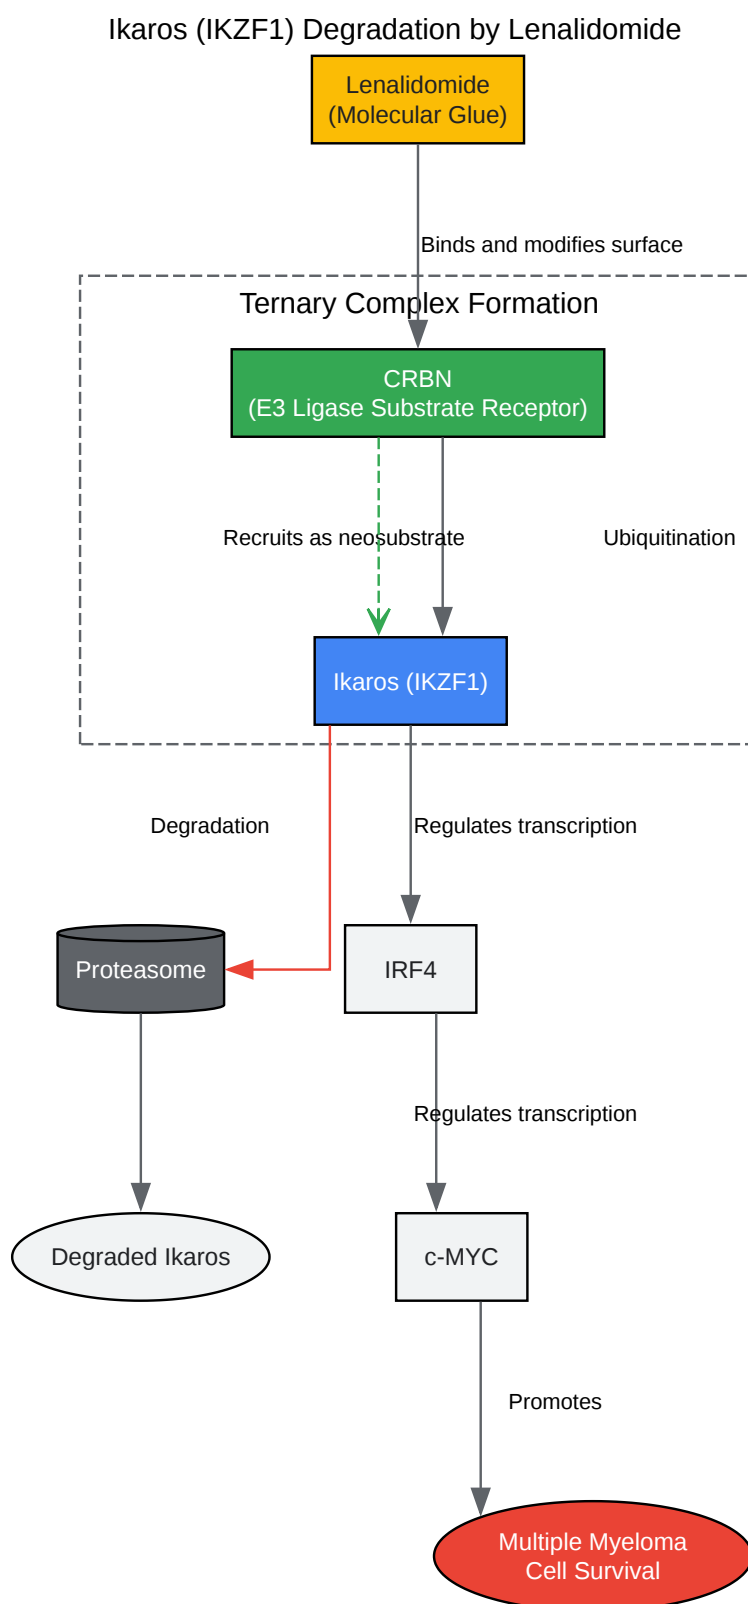 Ikaros (IKZF1) Degradation by Lenalidomide
Lenalidomide
(Molecular Glue)
Binds and modifies surface
Ternary Complex Formation
CRBN
(E3 Ligase Substrate Receptor)
Recruits as neosubstrate
Ubiquitination
Ikaros (IKZF1)
Degradation
Regulates transcription
Proteasome
IRF4
Regulates transcription
Degraded Ikaros
c-MYC
Promotes
Multiple Myeloma
Cell Survival